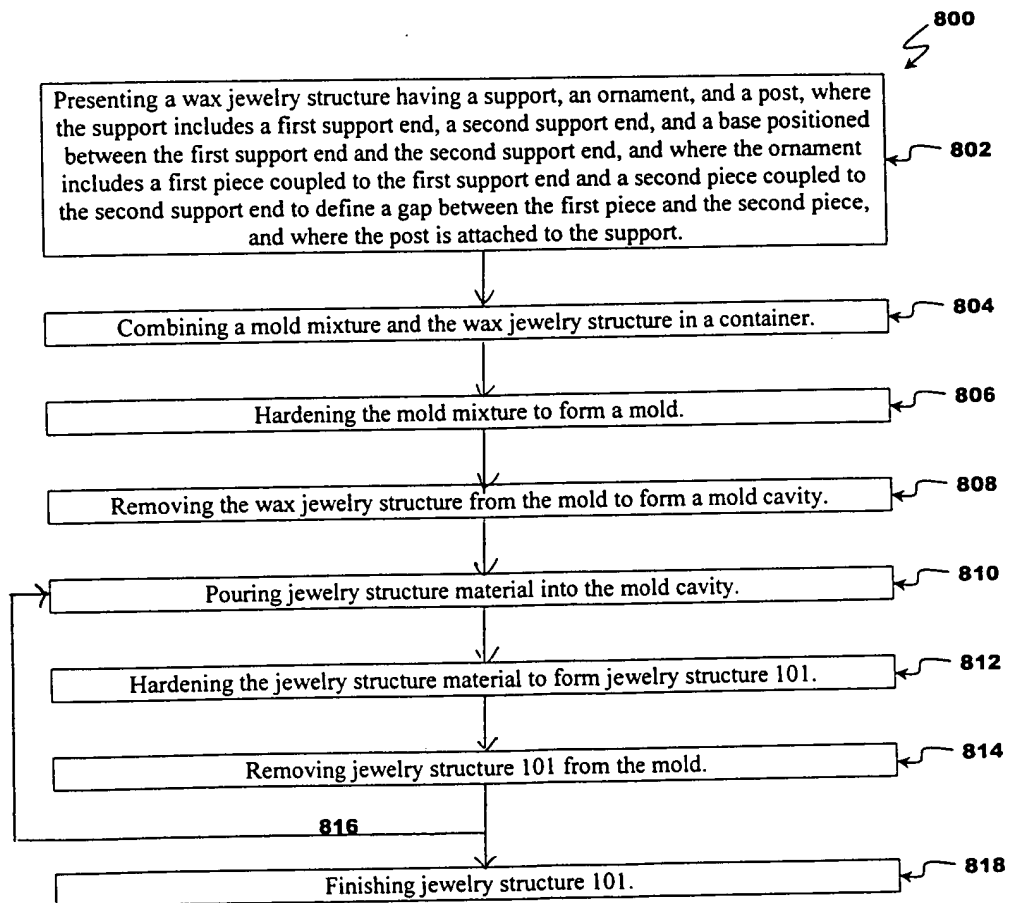 800
Presenting a wax jewelry structure having a support, an ornament, and a post, where
the support includes a first support end, a second support end, and a base positioned
between the first support end and the second support end, and where the ornament
includes a first piece coupled to the first support end and a second piece coupled to
the second support end to define a gap between the first piece and the second piece,
and where the post is attached to the support.
802
Combining a mold mixture and the wax jewelry structure in a container.
804
Hardening the mold mixture to form a mold.
806
Removing the wax jewelry structure from the mold to form a mold cavity.
808
Pouring jewelry structure material into the mold cavity.
810
Hardening the jewelry structure material to form jewelry structure 101.
812
Removing jewelry structure 101 from the mold.
814
816
Finishing jewelry structure 101.
818